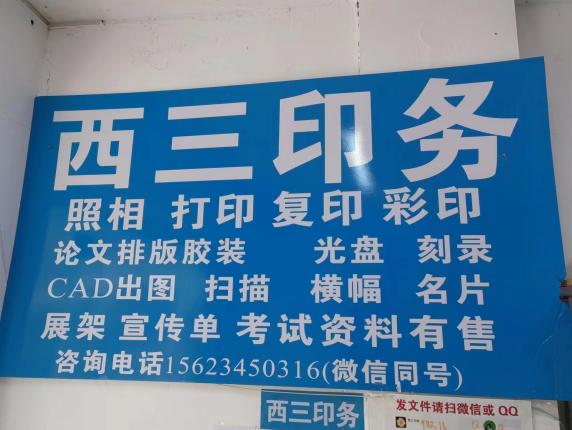 西三印务
照相 打印 复印 彩印
论文排版胶装 光盘 刻录
CAD出图 扫描 横幅 名片
展架 宣传单 考试资料有售
咨询电话15623450316(微信同号)
西三印务
发文件请扫微信或QQ